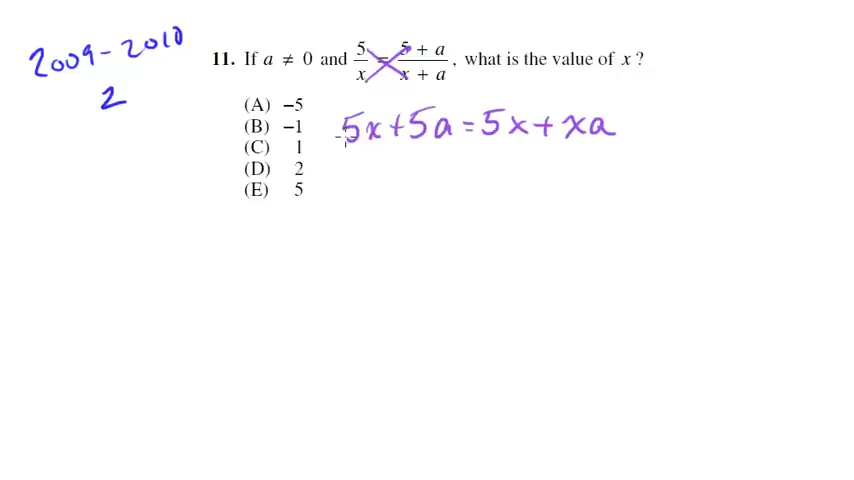 2009-2010
2
11. If a ≠ 0 and 5/x = 5 + a/x + a, what is the value of x ?
(A) −5
(B) −1
(C) 1
(D) 2
(E) 5
5x+5a=5x+xa